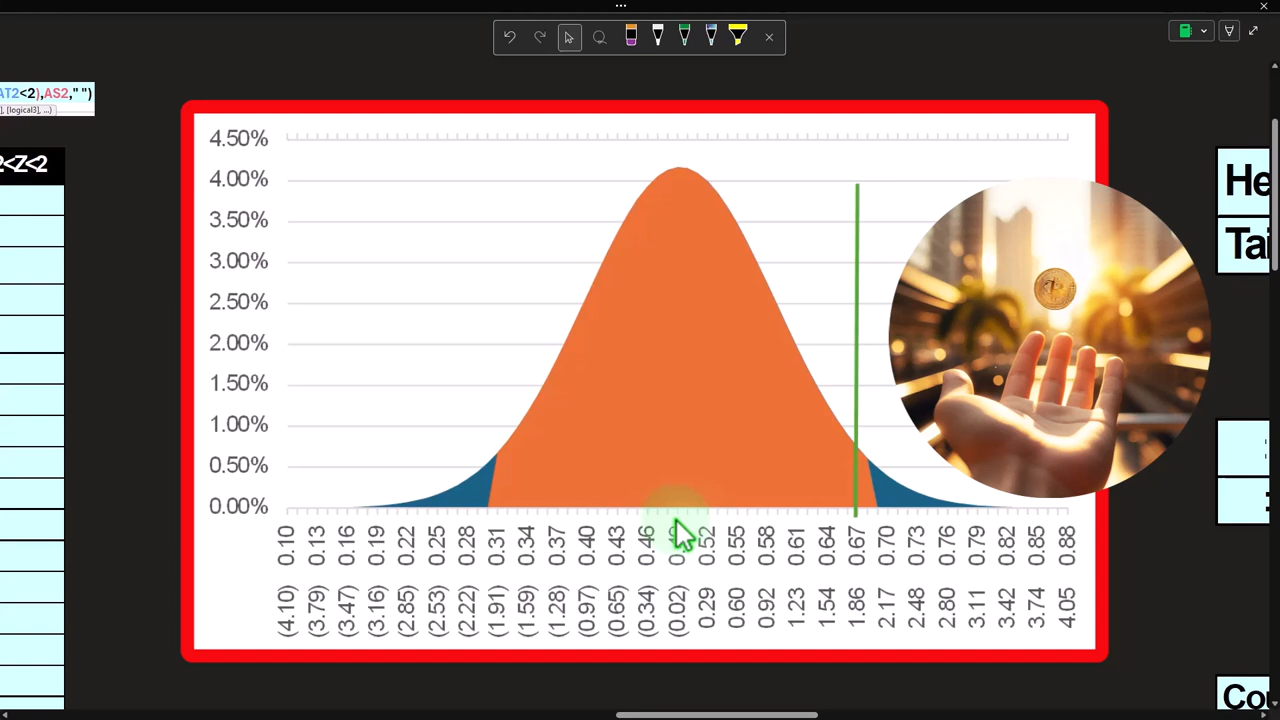 AT2<2),AS2," ")
], [logical3], ...)
2<Z<2
4.50%
4.00%
3.50%
3.00%
2.50%
2.00%
1.50%
1.00%
0.50%
0.00%
0.10 0.13 0.16 0.19 0.22 0.25 0.28 0.31 0.34 0.37 0.40 0.43 0.46 0.52 0.55 0.58 0.61 0.64 0.67 0.70 0.73 0.76 0.79 0.82 0.85 0.88
(4.10) (3.79) (3.47) (3.16) (2.85) (2.53) (2.22) (1.91) (1.59) (1.28) (0.97) (0.65) (0.34) (0.02) 0.29 0.60 0.92 1.23 1.54 1.86 2.17 2.48 2.80 3.11 3.42 3.74 4.05
He
Tai
Cou